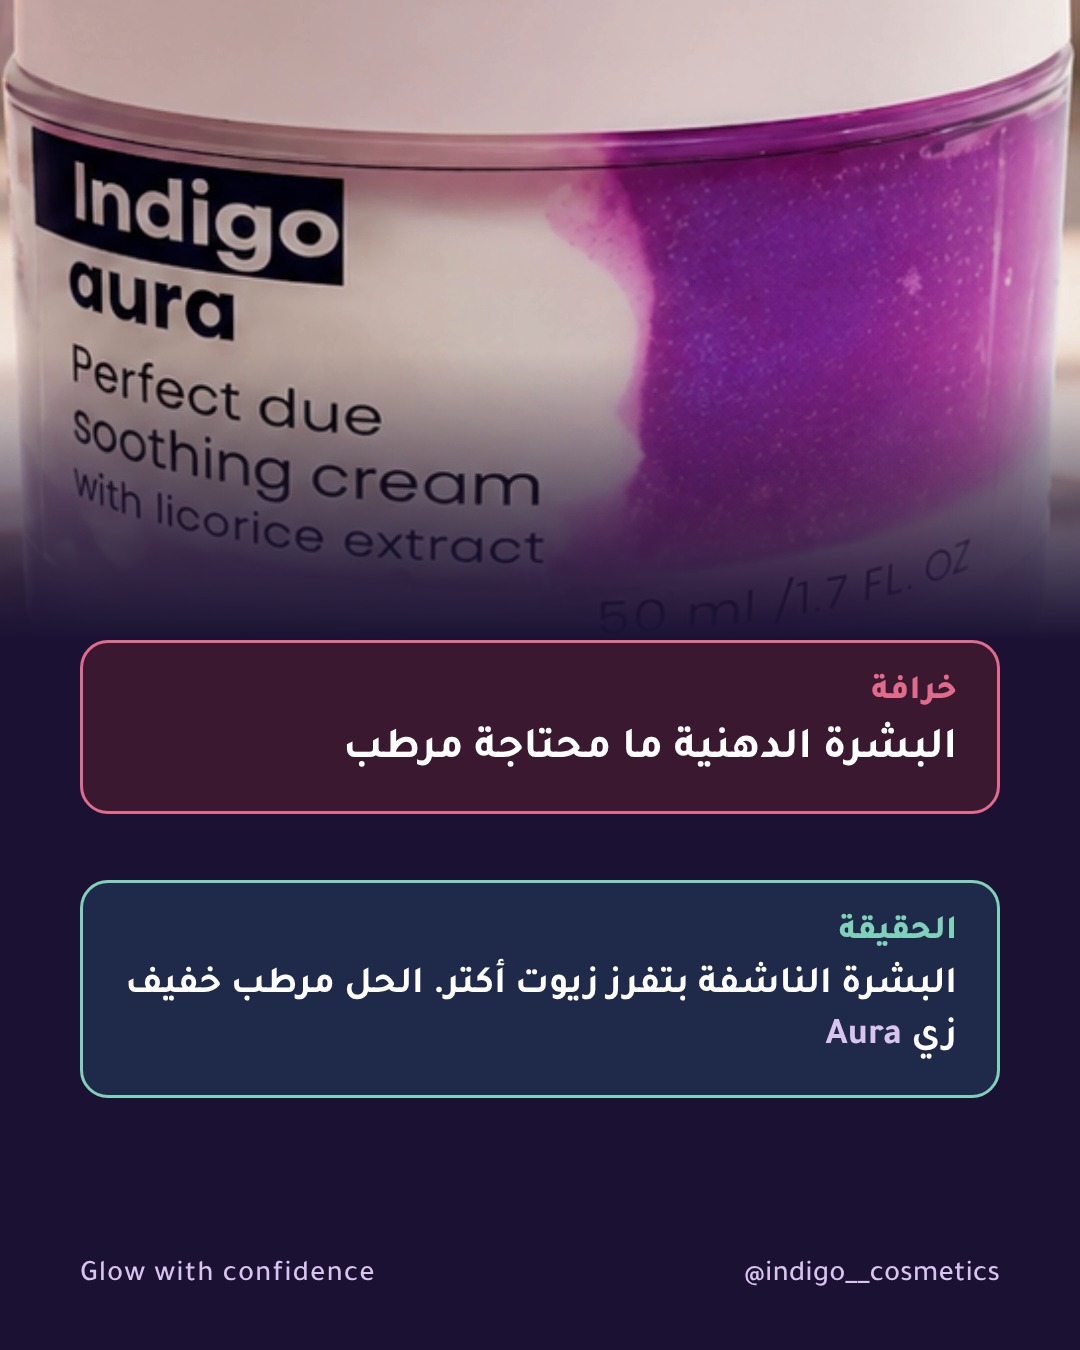 Indigo
aura
Perfect due
Soothing cream
with licorice extract
50 ml /1.7 FL. OZ
خرافة
البشرة الدهنية ما محتاجة مرطب
الحقيقة
البشرة الناشفة بتفرز زيوت أكتر. الحل مرطب خفيف
زي Aura
Glow with confidence
@indigo__cosmetics